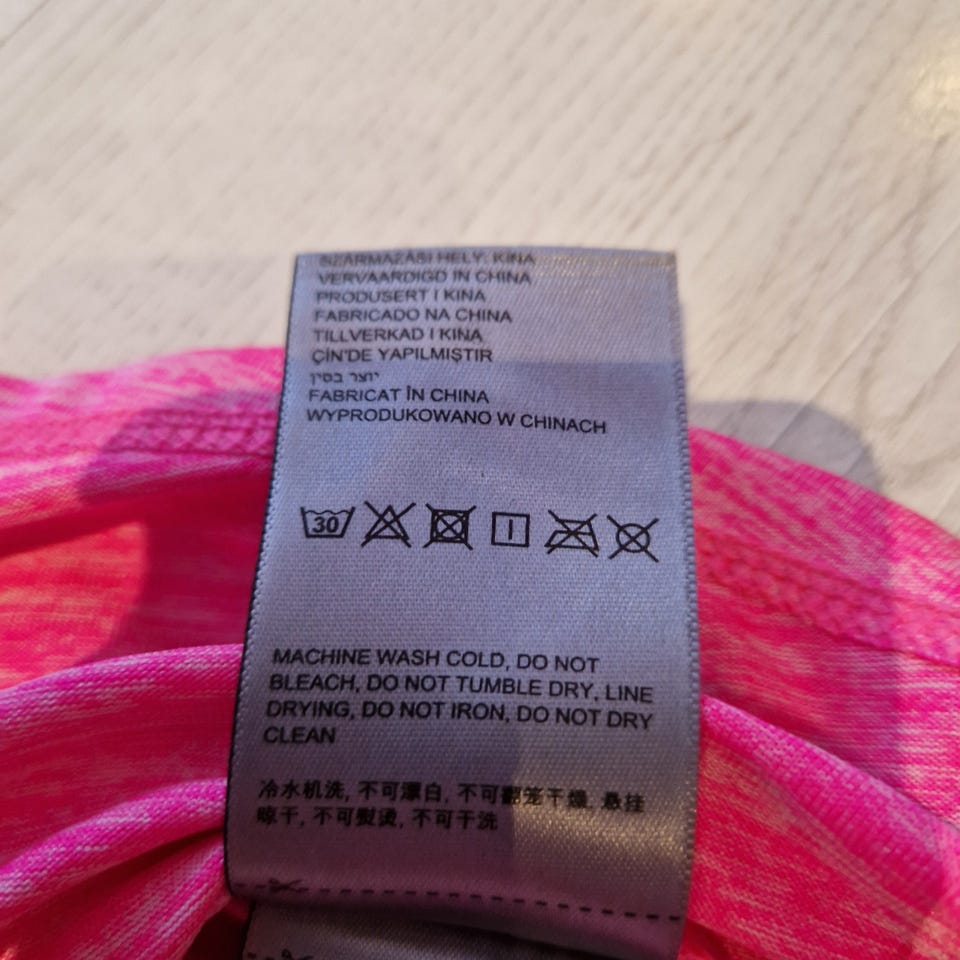 SZÁRMAZÁSI HELY: KÍNA
VERVAARDIGD IN CHINA
PRODUSERT I KINA
FABRICADO NA CHINA
TILLVERKAD I KINA
ÇİN'DE YAPILMIŞTIR
יוצר בסין
FABRICAT ÎN CHINA
WYPRODUKOWANO W CHINACH
30
MACHINE WASH COLD, DO NOT
BLEACH, DO NOT TUMBLE DRY, LINE
DRYING, DO NOT IRON, DO NOT DRY
CLEAN
冷水机洗, 不可漂白, 不可翻笼干燥, 悬挂
晾干, 不可熨烫, 不可干洗